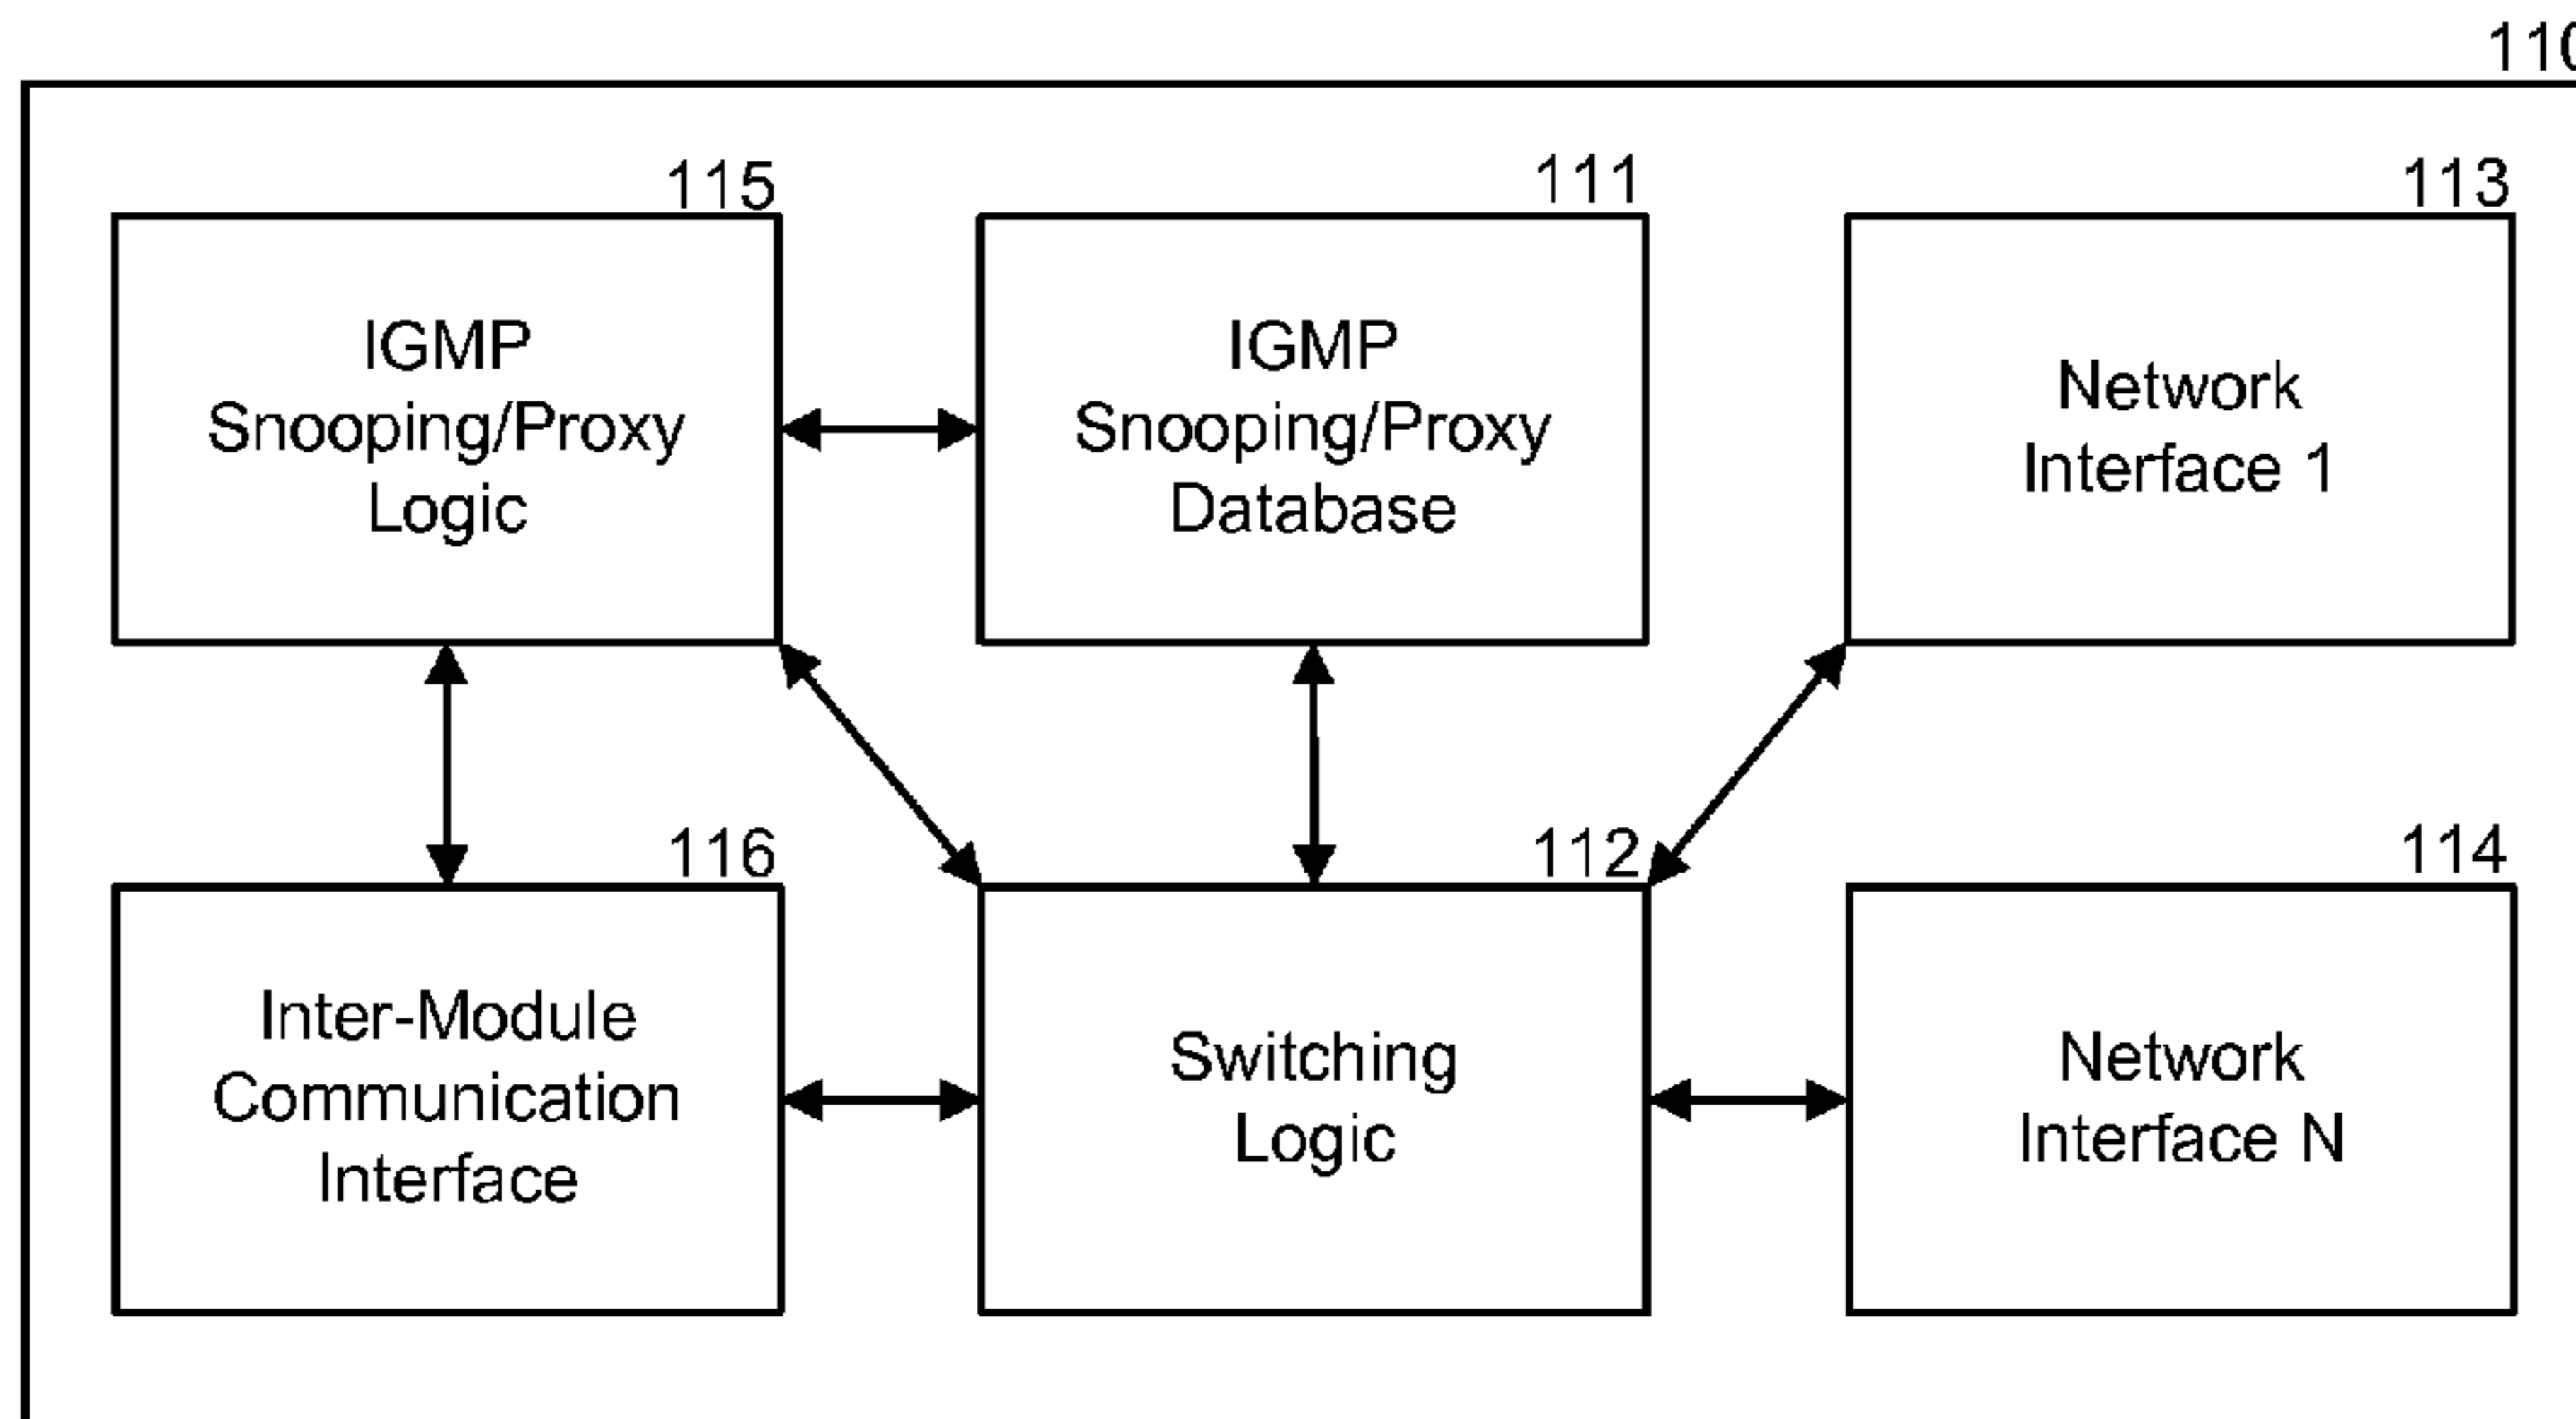 110
115
IGMP
Snooping/Proxy
Logic
111
IGMP
Snooping/Proxy
Database
113
Network
Interface 1
116
Inter-Module
Communication
Interface
112
Switching
Logic
114
Network
Interface N